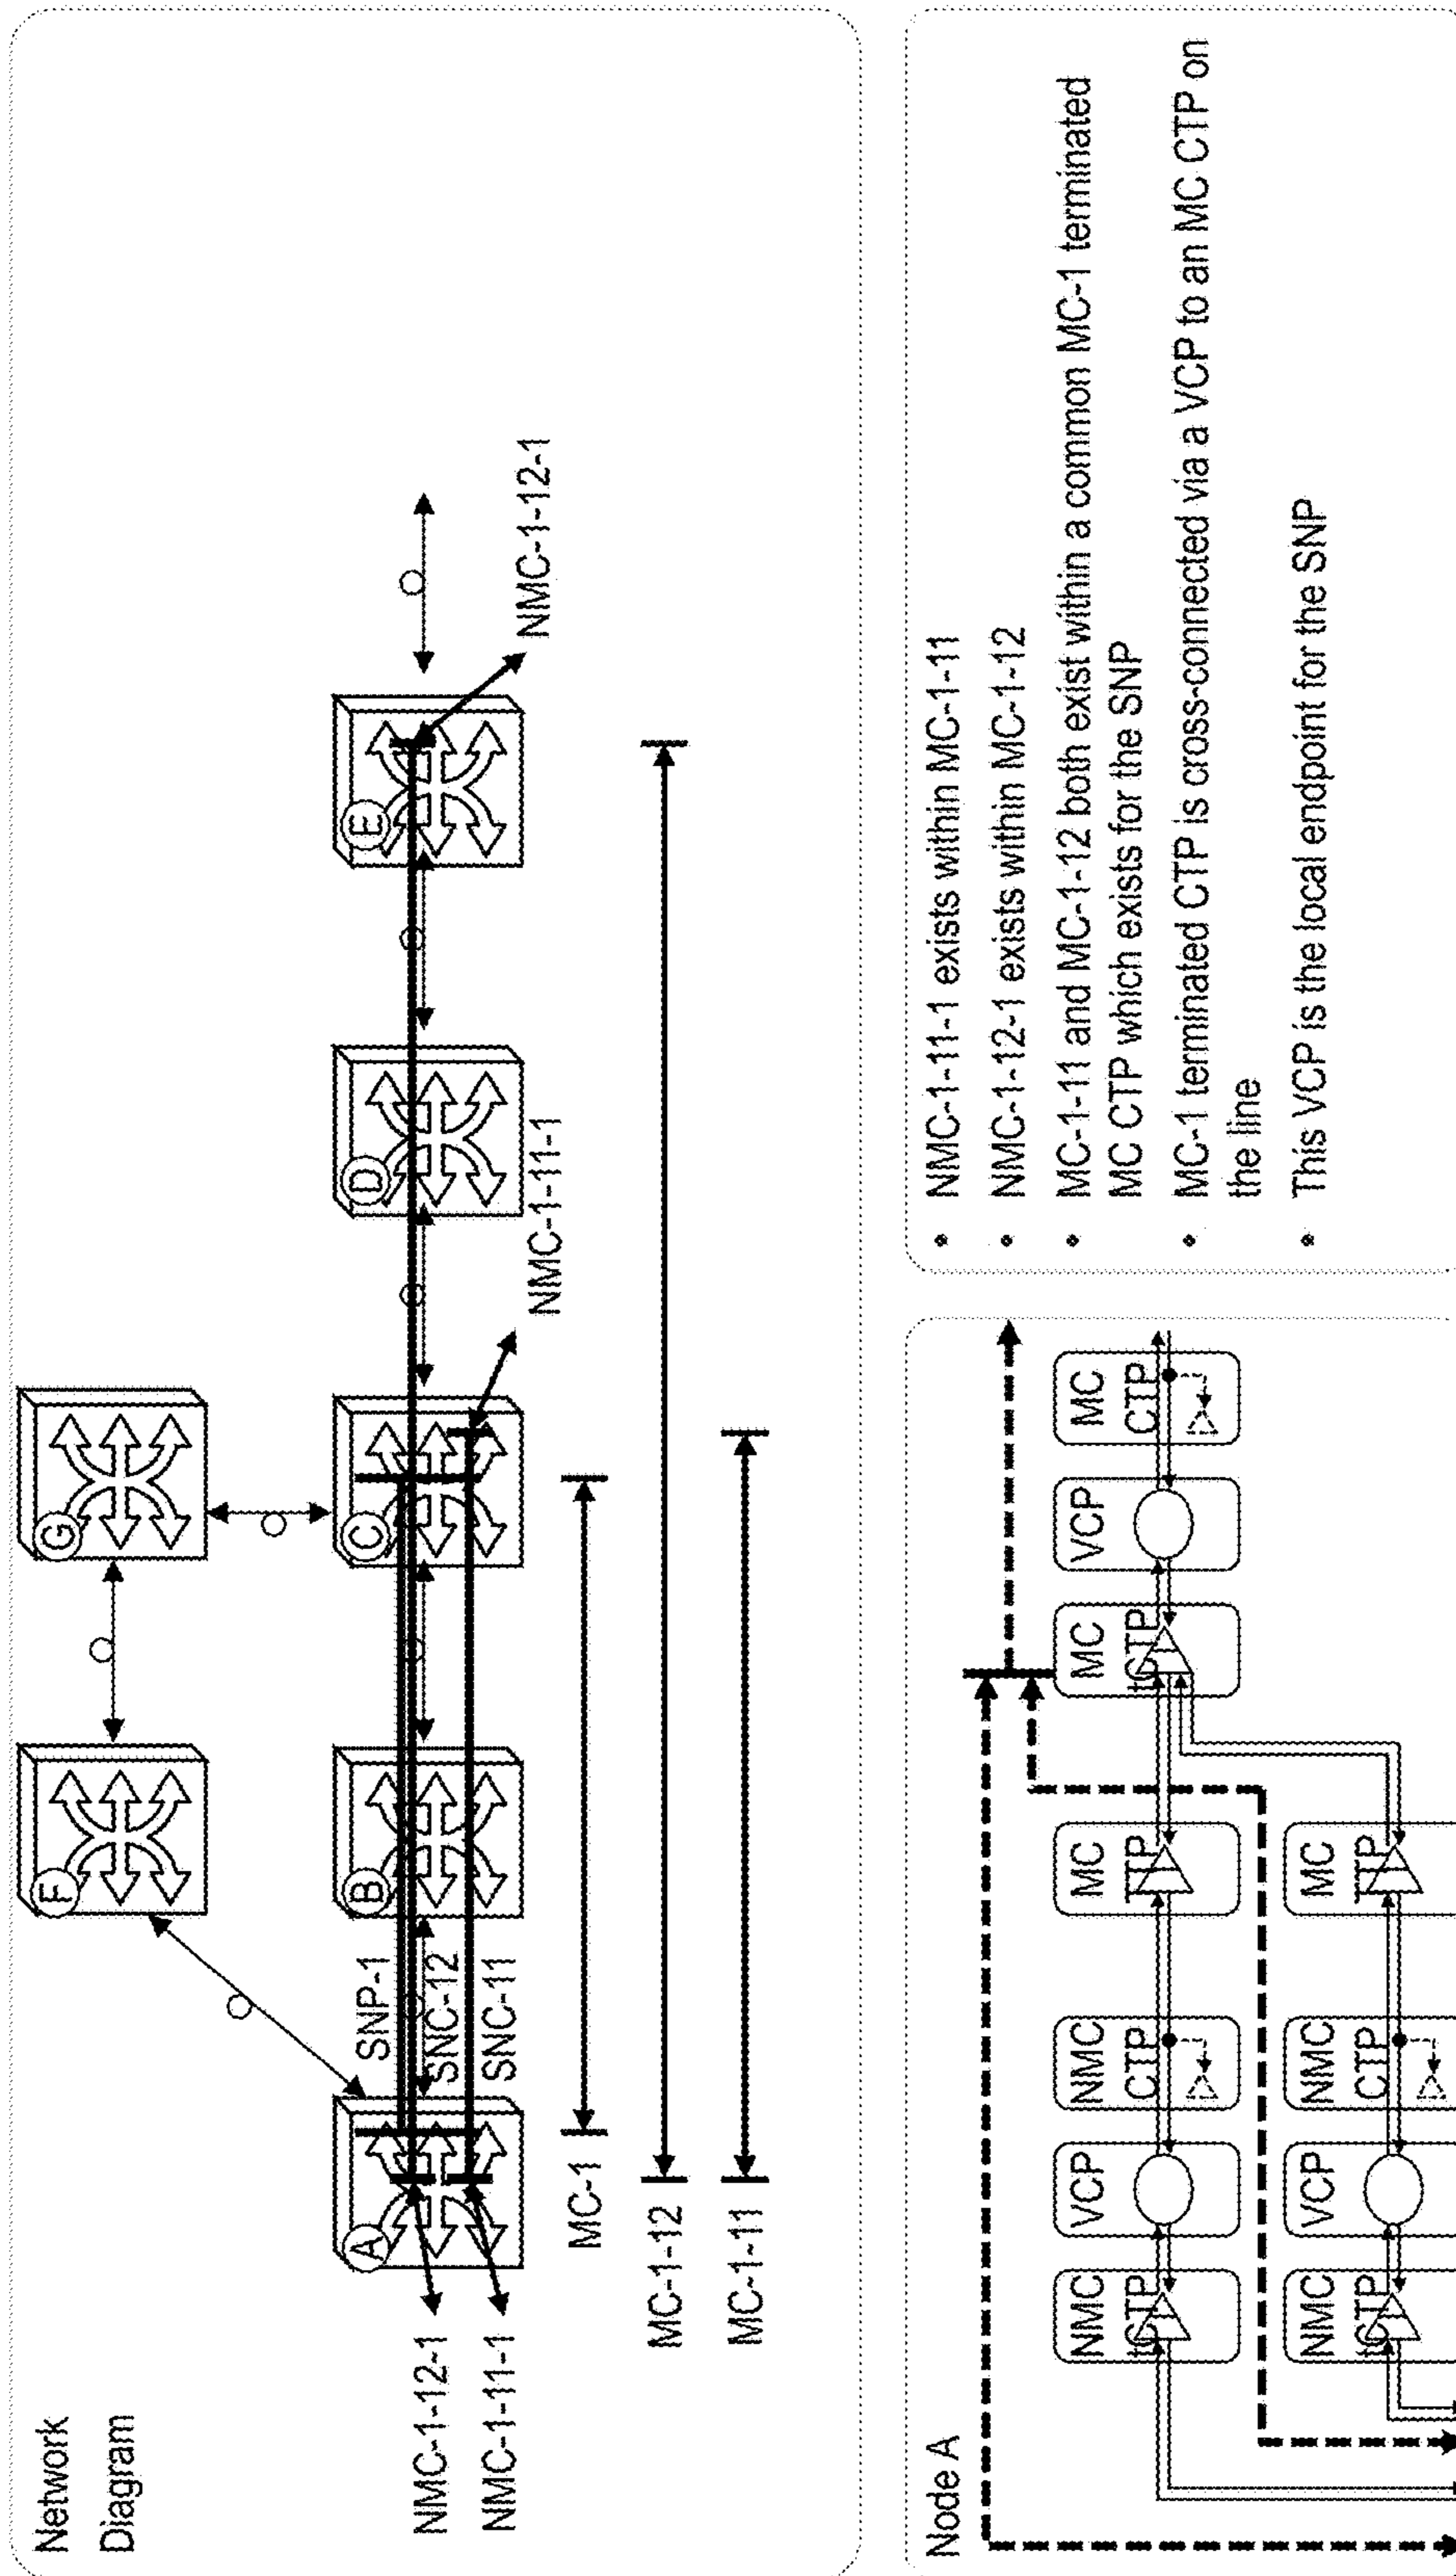 Network
Diagram
F
G
A
B
C
D
E
SNP-1
SNC-12
SNC-11
NMC-1-12-1
NMC-1-11-1
NMC-1-11-1
NMC-1-12-1
MC-1
MC-1-12
MC-1-11
Node A
NMC
tCTP
VCP
NMC
CTP
MC
TTP
MC
tCTP
VCP
MC
CTP
NMC
tCTP
VCP
NMC
CTP
MC
TTP
• NMC-1-11-1 exists within MC-1-11
• NMC-1-12-1 exists within MC-1-12
• MC-1-11 and MC-1-12 both exist within a common MC-1 terminated
MC CTP which exists for the SNP
• MC-1 terminated CTP is cross-connected via a VCP to an MC CTP on
the line
• This VCP is the local endpoint for the SNP